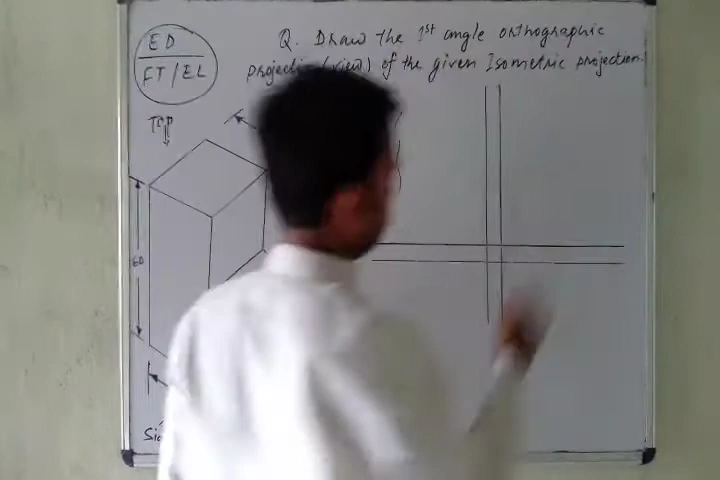 ED
FT/EL
Q. Draw the 1st angle orthographic
projection (view) of the given Isometric projection.
TOP
60